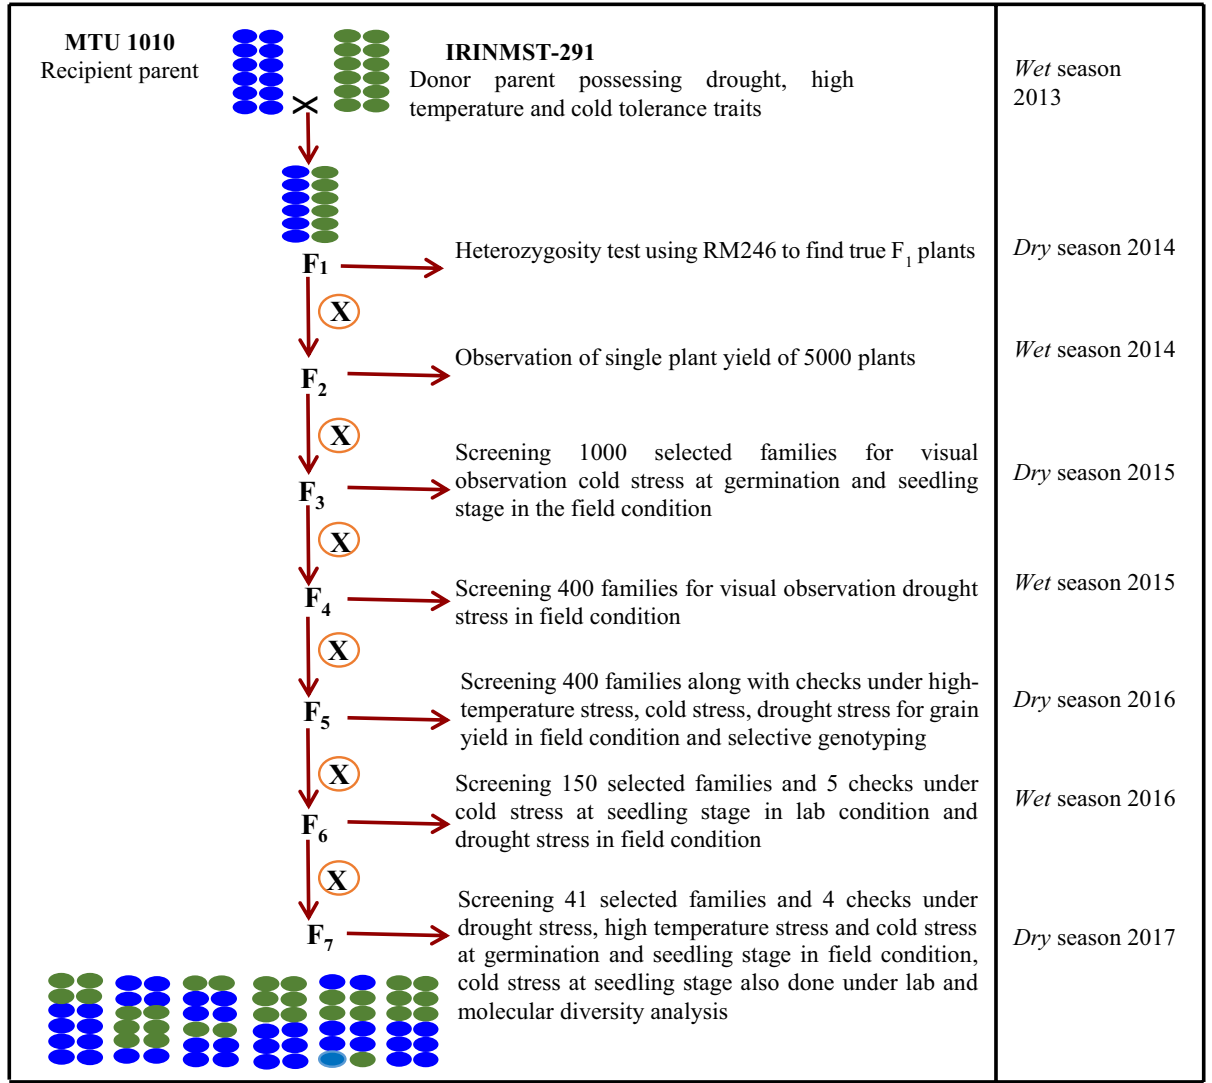 MTU 1010
Recipient parent
IRINMST-291
Donor parent possessing drought, high
temperature and cold tolerance traits
Wet season
2013
X
F1
Heterozygosity test using RM246 to find true F1 plants
Dry season 2014
X
F2
Observation of single plant yield of 5000 plants
Wet season 2014
X
F3
Screening 1000 selected families for visual
observation cold stress at germination and seedling
stage in the field condition
Dry season 2015
X
F4
Screening 400 families for visual observation drought
stress in field condition
Wet season 2015
X
F5
Screening 400 families along with checks under high-
temperature stress, cold stress, drought stress for grain
yield in field condition and selective genotyping
Dry season 2016
X
F6
Screening 150 selected families and 5 checks under
cold stress at seedling stage in lab condition and
drought stress in field condition
Wet season 2016
X
F7
Screening 41 selected families and 4 checks under
drought stress, high temperature stress and cold stress
at germination and seedling stage in field condition,
cold stress at seedling stage also done under lab and
molecular diversity analysis
Dry season 2017